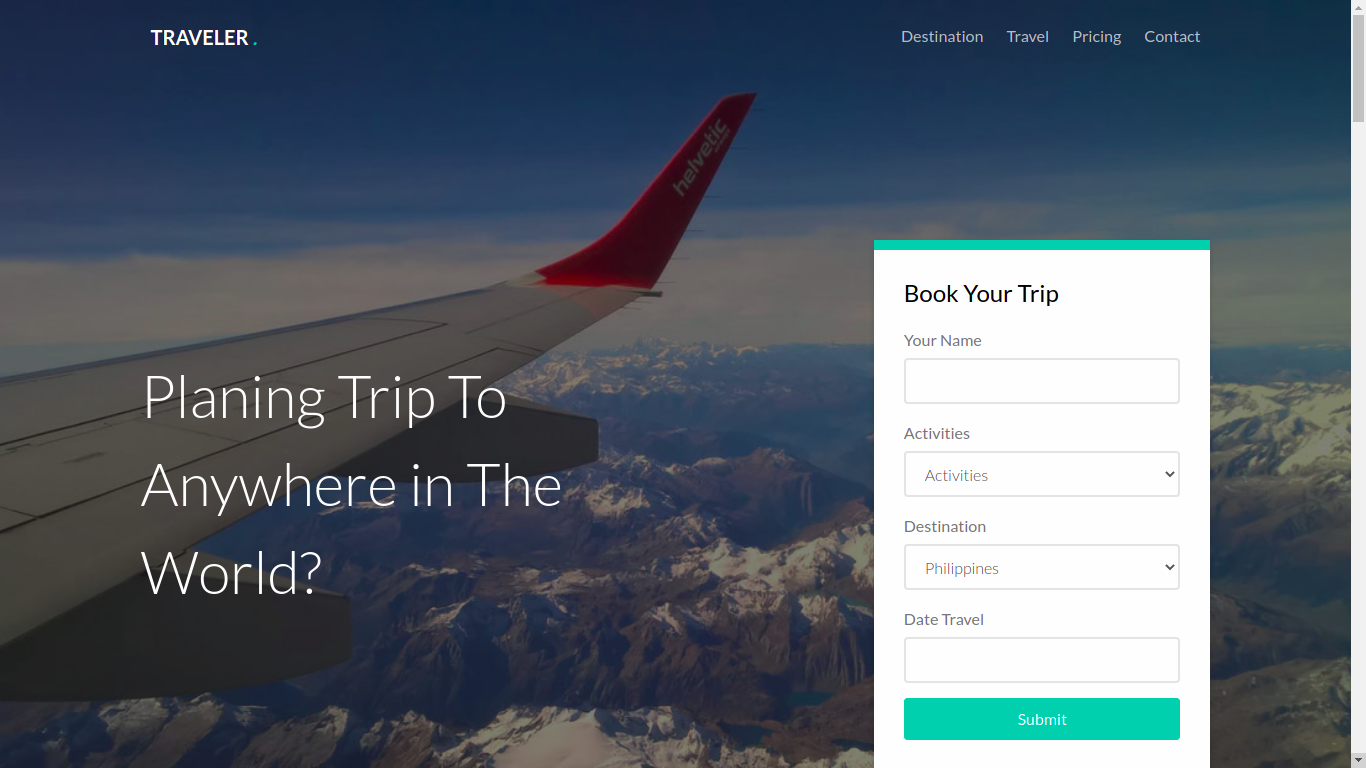 TRAVELER .
Destination Travel Pricing Contact
helvetic
Book Your Trip
Your Name
Planing Trip To
Anywhere in The
World?
Activities
Activities
Destination
Philippines
Date Travel
Submit